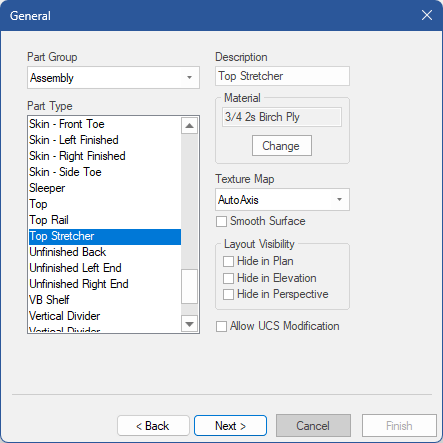 General
Part Group
Assembly
Part Type
Skin - Front Toe
Skin - Left Finished
Skin - Right Finished
Skin - Side Toe
Sleeper
Top
Top Rail
Top Stretcher
Unfinished Back
Unfinished Left End
Unfinished Right End
VB Shelf
Vertical Divider
Vertical Divider
Description
Top Stretcher
Material
3/4 2s Birch Ply
Change
Texture Map
AutoAxis
Smooth Surface
Layout Visibility
Hide in Plan
Hide in Elevation
Hide in Perspective
Allow UCS Modification
< Back
Next >
Cancel
Finish